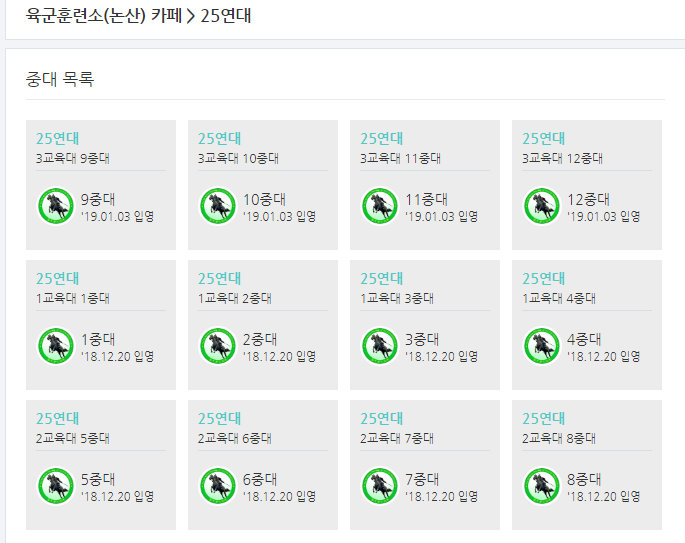 육군훈련소(논산) 카페 > 25연대
중대 목록
25연대
3교육대 9중대
9중대
'19.01.03 입영
25연대
3교육대 10중대
10중대
'19.01.03 입영
25연대
3교육대 11중대
11중대
'19.01.03 입영
25연대
3교육대 12중대
12중대
'19.01.03 입영
25연대
1교육대 1중대
1중대
'18.12.20 입영
25연대
1교육대 2중대
2중대
'18.12.20 입영
25연대
1교육대 3중대
3중대
'18.12.20 입영
25연대
1교육대 4중대
4중대
'18.12.20 입영
25연대
2교육대 5중대
5중대
'18.12.20 입영
25연대
2교육대 6중대
6중대
'18.12.20 입영
25연대
2교육대 7중대
7중대
'18.12.20 입영
25연대
2교육대 8중대
8중대
'18.12.20 입영